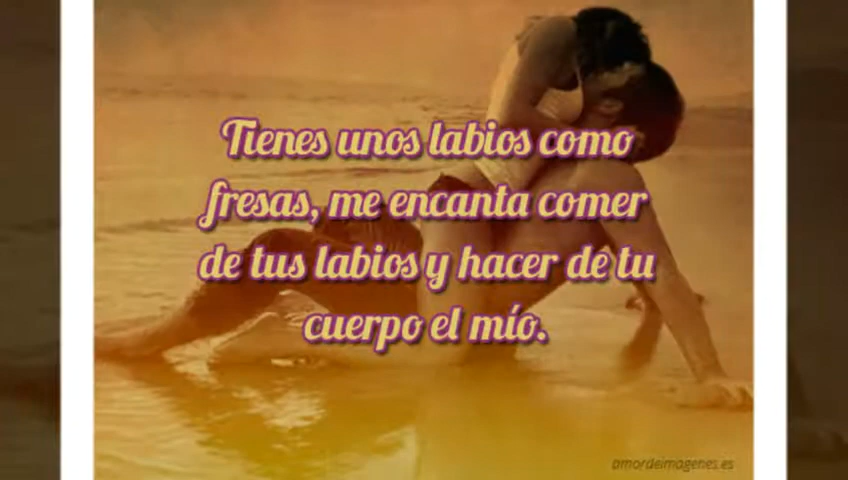 Tienes unos labios como
fresas, me encanta comer
de tus labios y hacer de tu
cuerpo el mío.
amordeimagenes.es